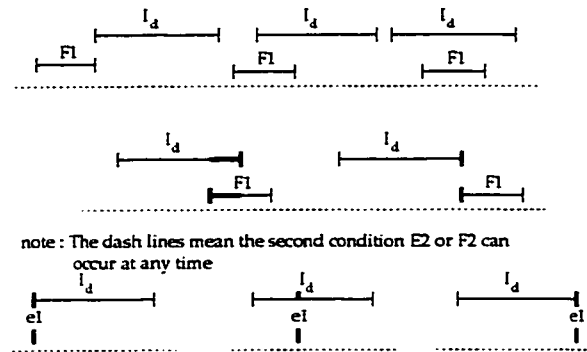 I_d I_d I_d
F1 F1 F1
I_d I_d
F1 F1
note : The dash lines mean the second condition E2 or F2 can
occur at any time
I_d I_d I_d
e1 e1 e1